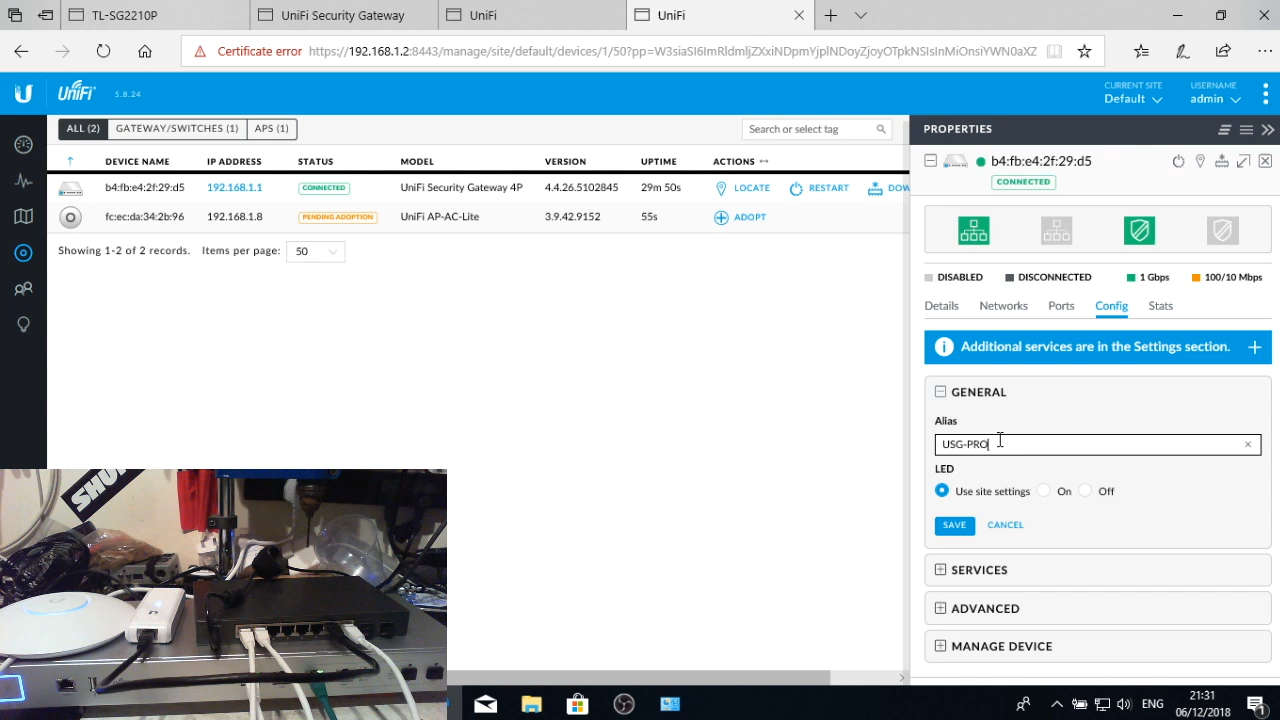 TL-SG2210P
UniFi Security Gateway
UniFi
UniFi
Certificate error https://192.168.1.2:8443/manage/site/default/devices/1/50?pp=W3siaSI6ImRldmljZXxiNDpmYjplNDoyZjoyOTpkNSIsInMiOnsiYWN0aXZ
UniFi 5.8.24
CURRENT SITE
Default
USERNAME
admin
ALL (2) GATEWAY/SWITCHES (1) APS (1)
Search or select tag
DEVICE NAME IP ADDRESS STATUS MODEL VERSION UPTIME ACTIONS
b4:fb:e4:2f:29:d5 192.168.1.1 CONNECTED UniFi Security Gateway 4P 4.4.26.5102845 29m 50s LOCATE RESTART DOW
fc:ec:da:34:2b:96 192.168.1.8 PENDING ADOPTION UniFi AP-AC-Lite 3.9.42.9152 55s ADOPT
Showing 1-2 of 2 records. Items per page: 50
PROPERTIES
b4:fb:e4:2f:29:d5
CONNECTED
DISABLED DISCONNECTED 1 Gbps 100/10 Mbps
Details Networks Ports Config Stats
Additional services are in the Settings section.
GENERAL
Alias
USG-PRO
LED
Use site settings On Off
SAVE CANCEL
SERVICES
ADVANCED
MANAGE DEVICE
SHU
ENG
21:31
06/12/2018
1